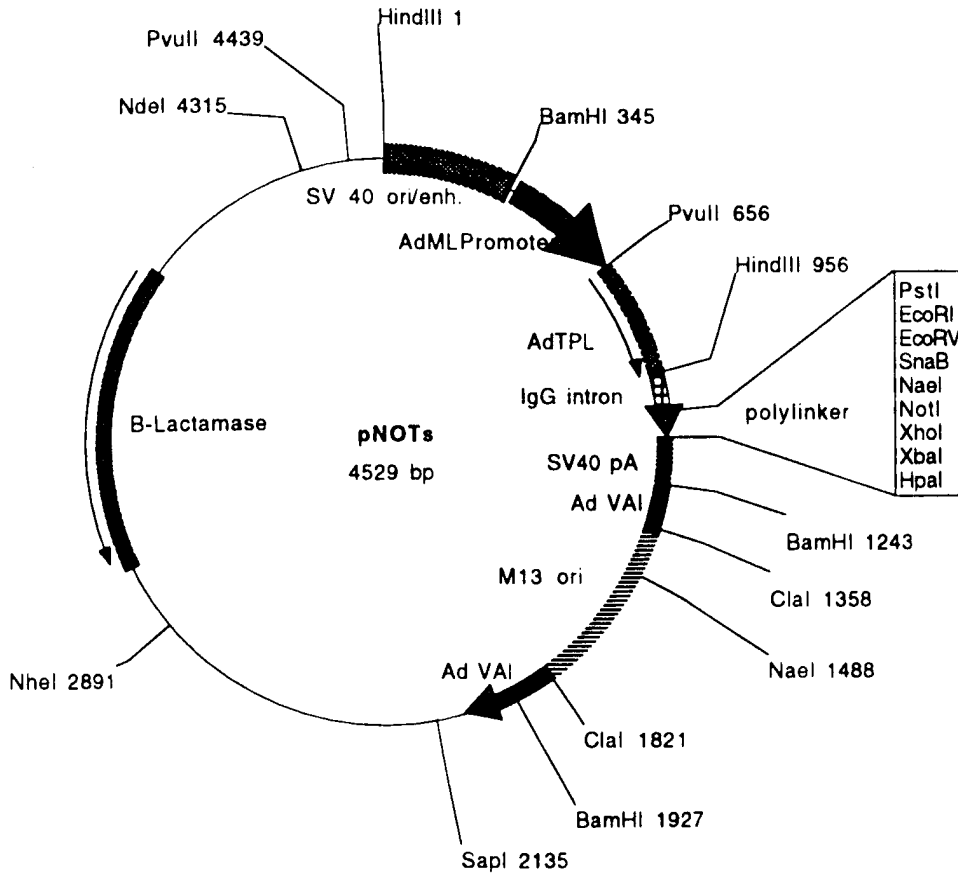 HindIII 1
PvuII 4439
NdeI 4315
BamHI 345
SV 40 ori/enh.
AdMLPromote
PvuII 656
HindIII 956
PstI
EcoRI
EcoRV
SnaB
NaeI
NotI
XhoI
XbaI
HpaI
AdTPL
IgG intron
polylinker
B-Lactamase
pNOTs
4529 bp
SV40 pA
Ad VAI
BamHI 1243
M13 ori
ClaI 1358
NaeI 1488
NheI 2891
Ad VAI
ClaI 1821
BamHI 1927
SapI 2135